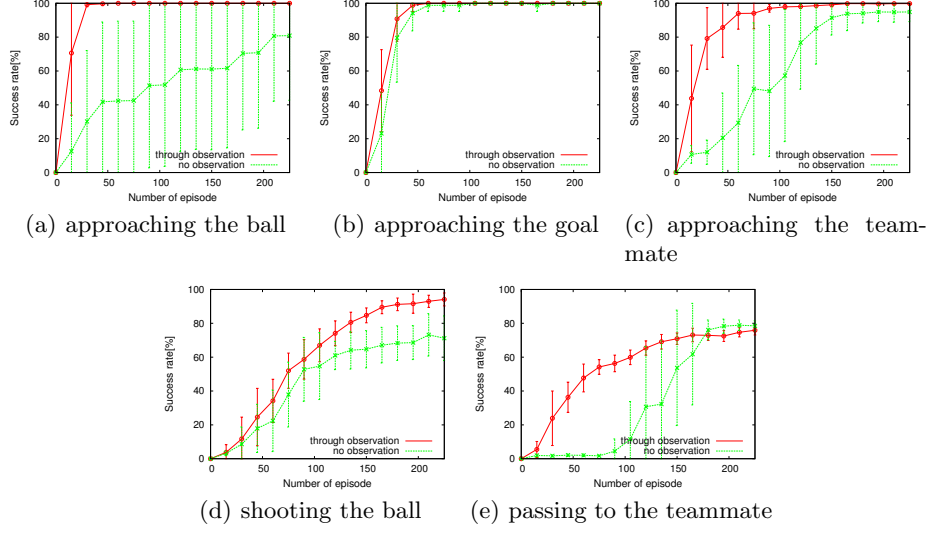 100
80
60
40
20
0
Success rate[%]
0 50 100 150 200
Number of episode
through observation
no observation
(a) approaching the ball
100
80
60
40
20
0
Success rate[%]
0 50 100 150 200
Number of episode
through observation
no observation
(b) approaching the goal
100
80
60
40
20
0
Success rate[%]
0 50 100 150 200
Number of episode
through observation
no observation
(c) approaching the team-
mate
100
80
60
40
20
0
Success rate[%]
0 50 100 150 200
Number of episode
through observation
no observation
(d) shooting the ball
100
80
60
40
20
0
Success rate[%]
0 50 100 150 200
Number of episode
through observation
no observation
(e) passing to the teammate